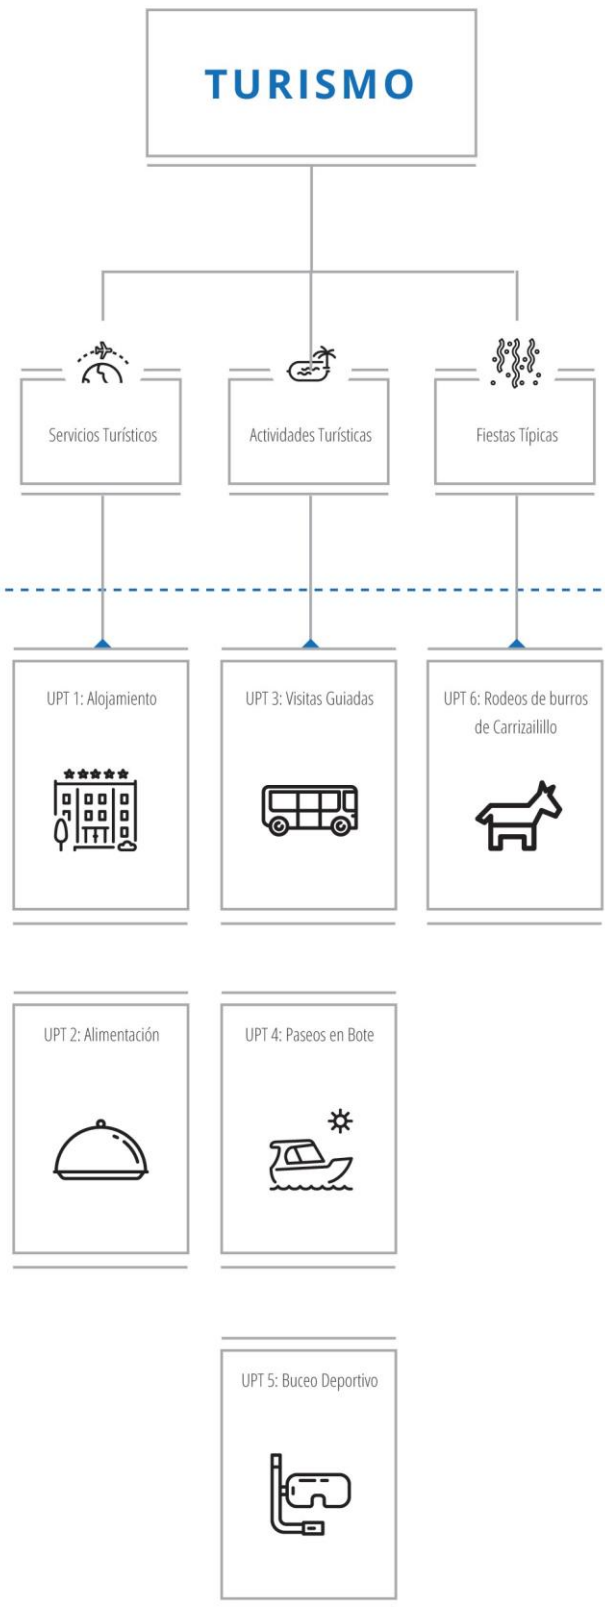 TURISMO
Servicios Turísticos
Actividades Turísticas
Fiestas Típicas
UPT 1: Alojamiento
UPT 3: Visitas Guiadas
UPT 6: Rodeos de burros
de Carrizailillo
UPT 2: Alimentación
UPT 4: Paseos en Bote
UPT 5: Buceo Deportivo